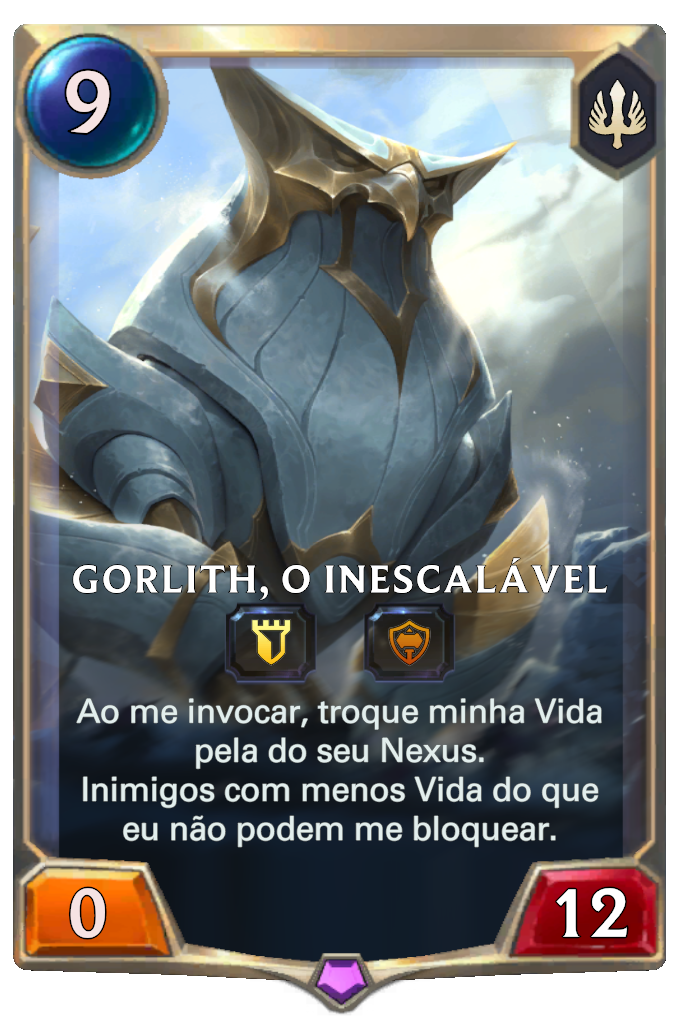 9
GORLITH, O INESCALÁVEL
Ao me invocar, troque minha Vida
pela do seu Nexus.
Inimigos com menos Vida do que
eu não podem me bloquear.
0
12